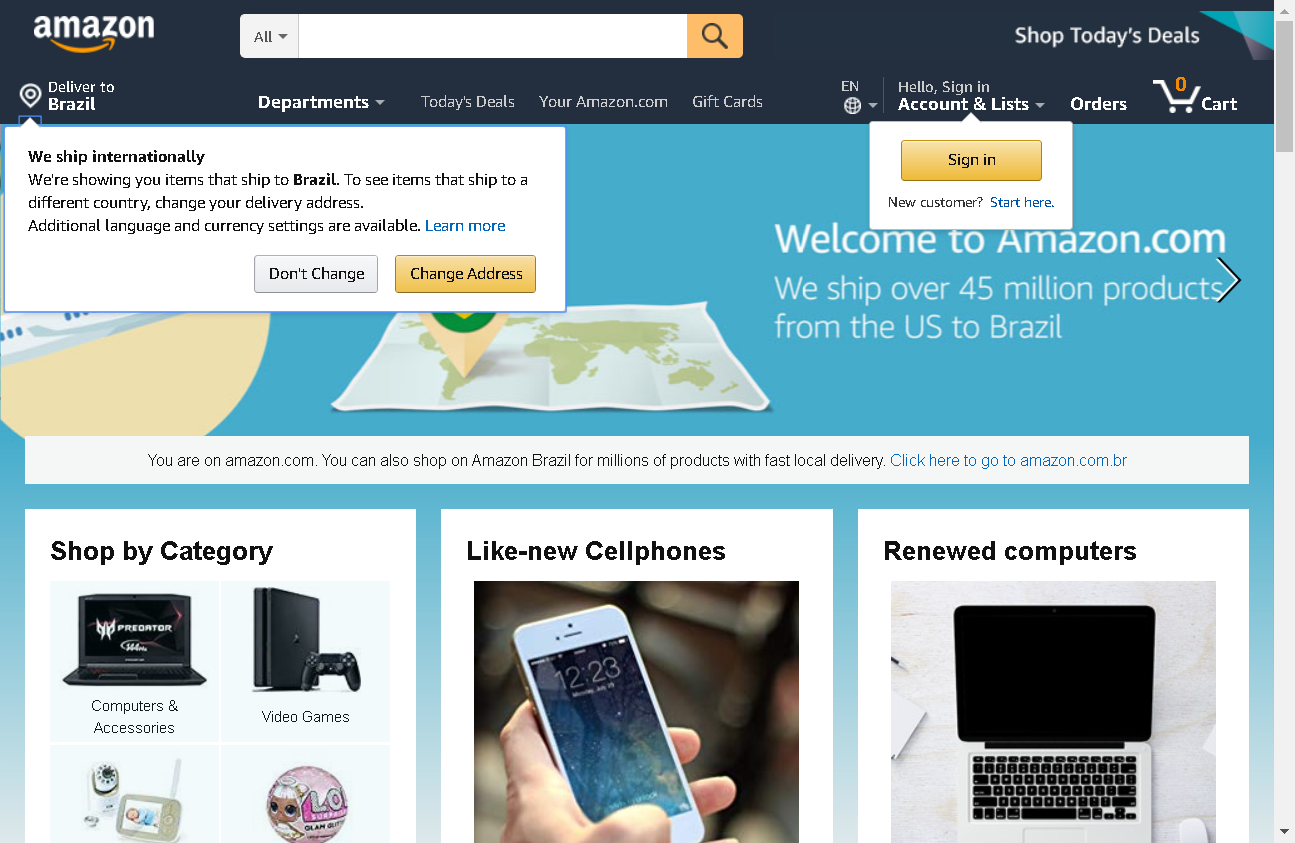 amazon
All
Shop Today's Deals
Deliver to
Brazil
Departments
Today's Deals
Your Amazon.com
Gift Cards
EN
Hello, Sign in
Account & Lists
Orders
0
Cart
We ship internationally
We're showing you items that ship to Brazil. To see items that ship to a
different country, change your delivery address.
Additional language and currency settings are available. Learn more
Don't Change
Change Address
Sign in
New customer? Start here.
Welcome to Amazon.com
We ship over 45 million products
from the US to Brazil
You are on amazon.com. You can also shop on Amazon Brazil for millions of products with fast local delivery. Click here to go to amazon.com.br
Shop by Category
PREDATOR
144Hz
Computers &
Accessories
Video Games
LOL
SURPRISE
GLAM GLITTER
Like-new Cellphones
12:23
Renewed computers